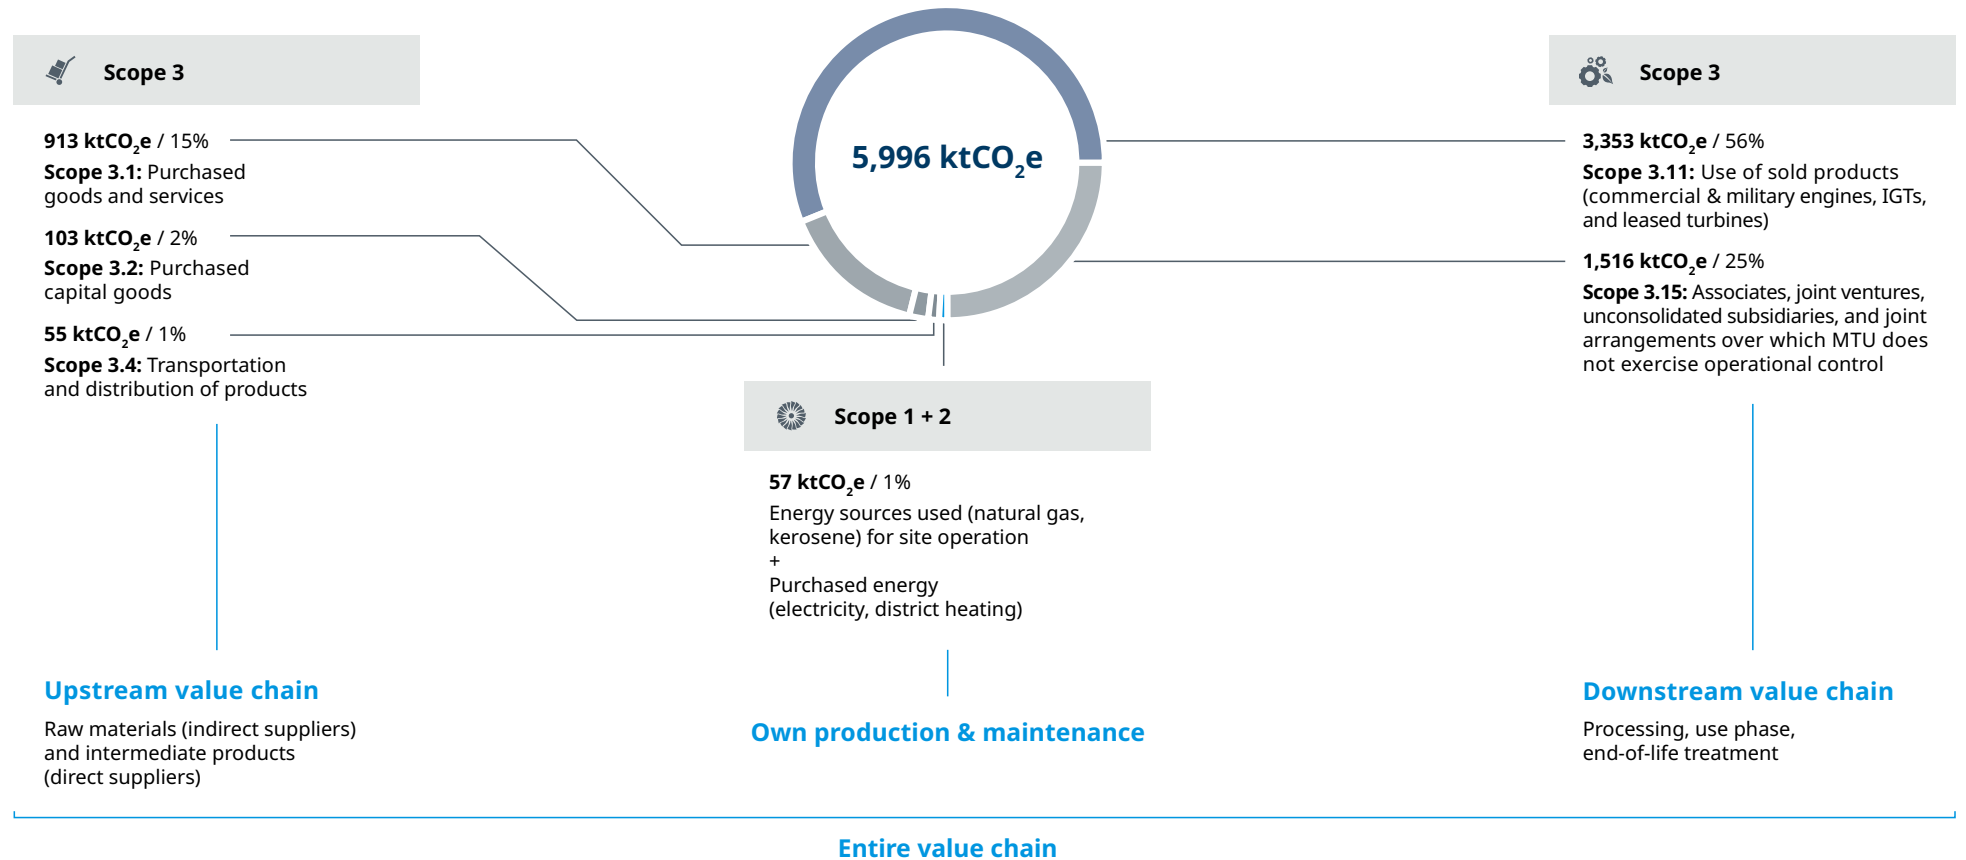 Scope 3
913 ktCO₂e / 15%
Scope 3.1: Purchased
goods and services
103 ktCO₂e / 2%
Scope 3.2: Purchased
capital goods
55 ktCO₂e / 1%
Scope 3.4: Transportation
and distribution of products
Upstream value chain
Raw materials (indirect suppliers)
and intermediate products
(direct suppliers)
5,996 ktCO₂e
Scope 1 + 2
57 ktCO₂e / 1%
Energy sources used (natural gas,
kerosene) for site operation
+
Purchased energy
(electricity, district heating)
Own production & maintenance
Scope 3
3,353 ktCO₂e / 56%
Scope 3.11: Use of sold products
(commercial & military engines, IGTs,
and leased turbines)
1,516 ktCO₂e / 25%
Scope 3.15: Associates, joint ventures,
unconsolidated subsidiaries, and joint
arrangements over which MTU does
not exercise operational control
Downstream value chain
Processing, use phase,
end-of-life treatment
Entire value chain